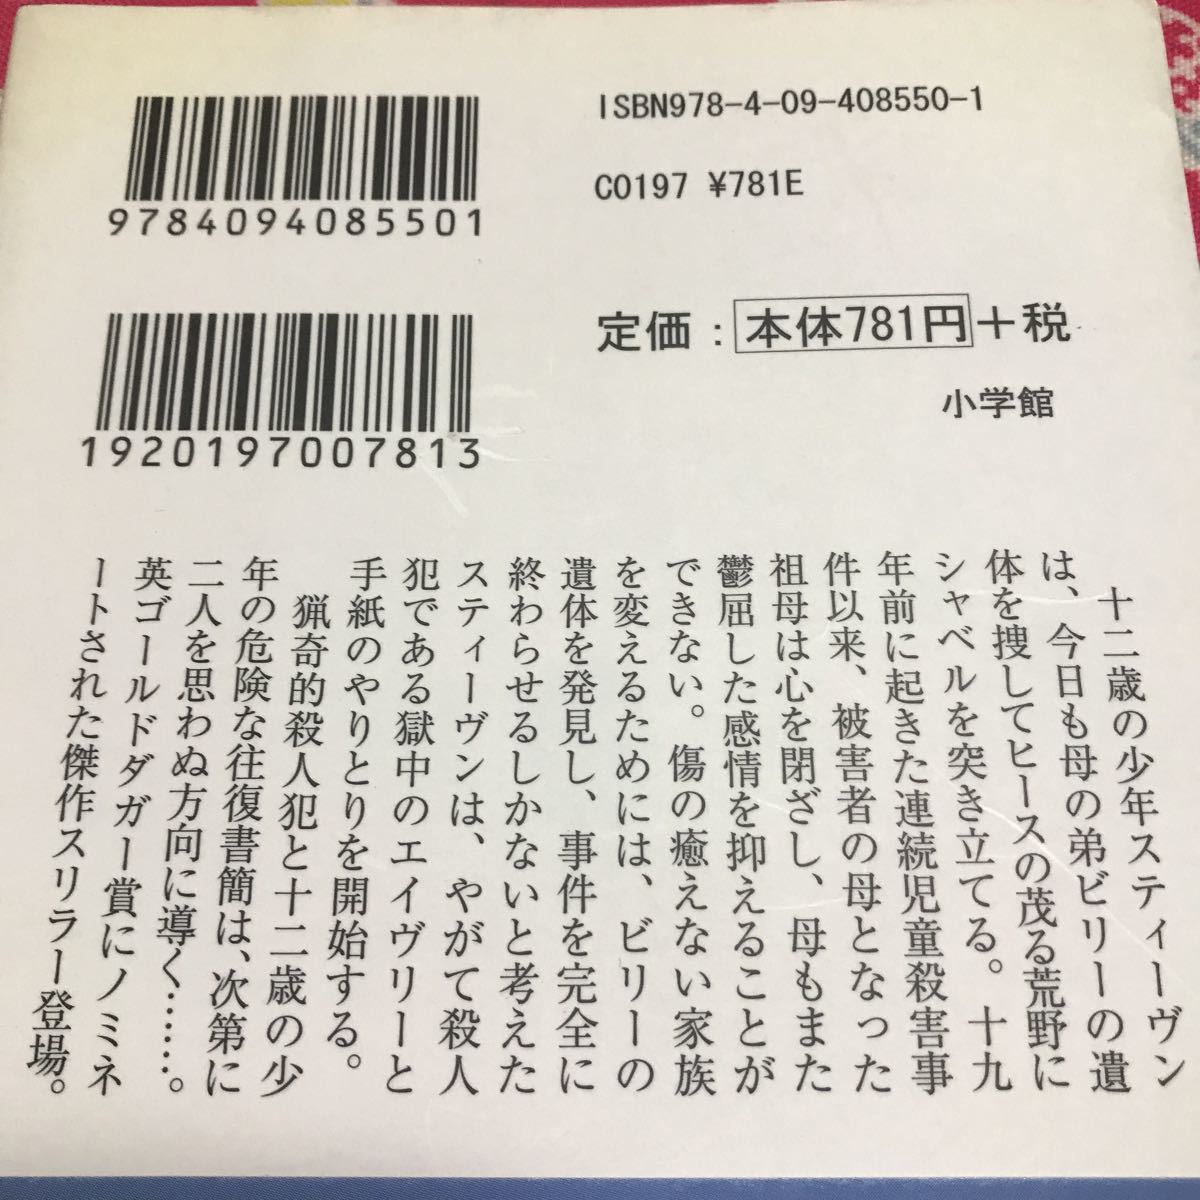 9784094085501
ISBN978-4-09-408550-1
C0197 ¥781E
1920197007813
定価：本体781円＋税
小学館
十二歳の少年スティーヴン
は、今日も母の弟ビリーの遺
体を捜してヒースの茂る荒野に
シャベルを突き立てる。十九
年前に起きた連続児童殺害事
件以来、被害者の母となった
祖母は心を閉ざし、母もまた
鬱屈した感情を抑えることが
できない。傷の癒えない家族
を変えるためには、ビリーの
遺体を発見し、事件を完全に
終わらせるしかないと考えた
スティーヴンは、やがて殺人
犯である獄中のエイヴリーと
手紙のやりとりを開始する。
猟奇的殺人犯と十二歳の少
年の危険な往復書簡は、次第に
二人を思わぬ方向に導く……。
英ゴールドダガー賞にノミネ
ートされた傑作スリラー登場。